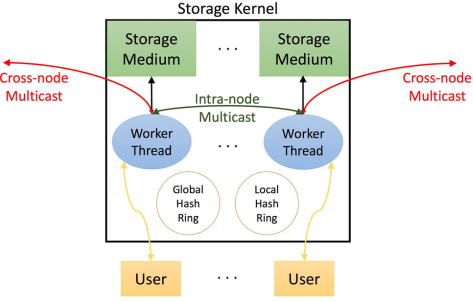 Storage Kernel
Storage
Medium
. . .
Storage
Medium
Cross-node
Multicast
Cross-node
Multicast
Intra-node
Multicast
Worker
Thread
. . .
Worker
Thread
Global
Hash
Ring
Local
Hash
Ring
User
. . .
User